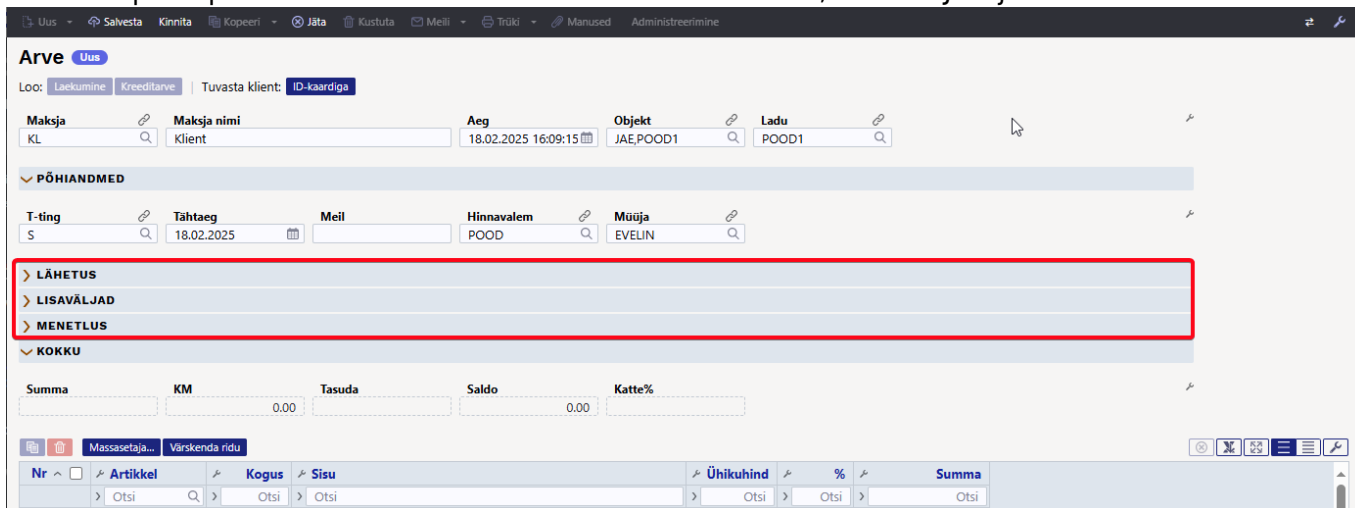 Uus Salvesta Kinnita Kopeeri Jäta Kustuta Meili Trüki Manused Administreerimine
Arve Uus
Loo: Laekumine Kreeditarve | Tuvasta klient: ID-kaardiga
Maksja Maksja nimi Aeg Objekt Ladu
KL Klient 18.02.2025 16:09:15 JAE,POOD1 POOD1
PÕHIANDMED
T-ting Tähtaeg Meil Hinnavalem Müüja
S 18.02.2025 POOD EVELIN
LÄHETUS
LISAVÄLJAD
MENETLUS
KOKKU
Summa KM Tasuda Saldo Katte%
0.00 0.00
Massasetaja... Värskenda ridu
Nr Artikkel Kogus Sisu Ühikuhind % Summa
Otsi Otsi Otsi Otsi Otsi Otsi